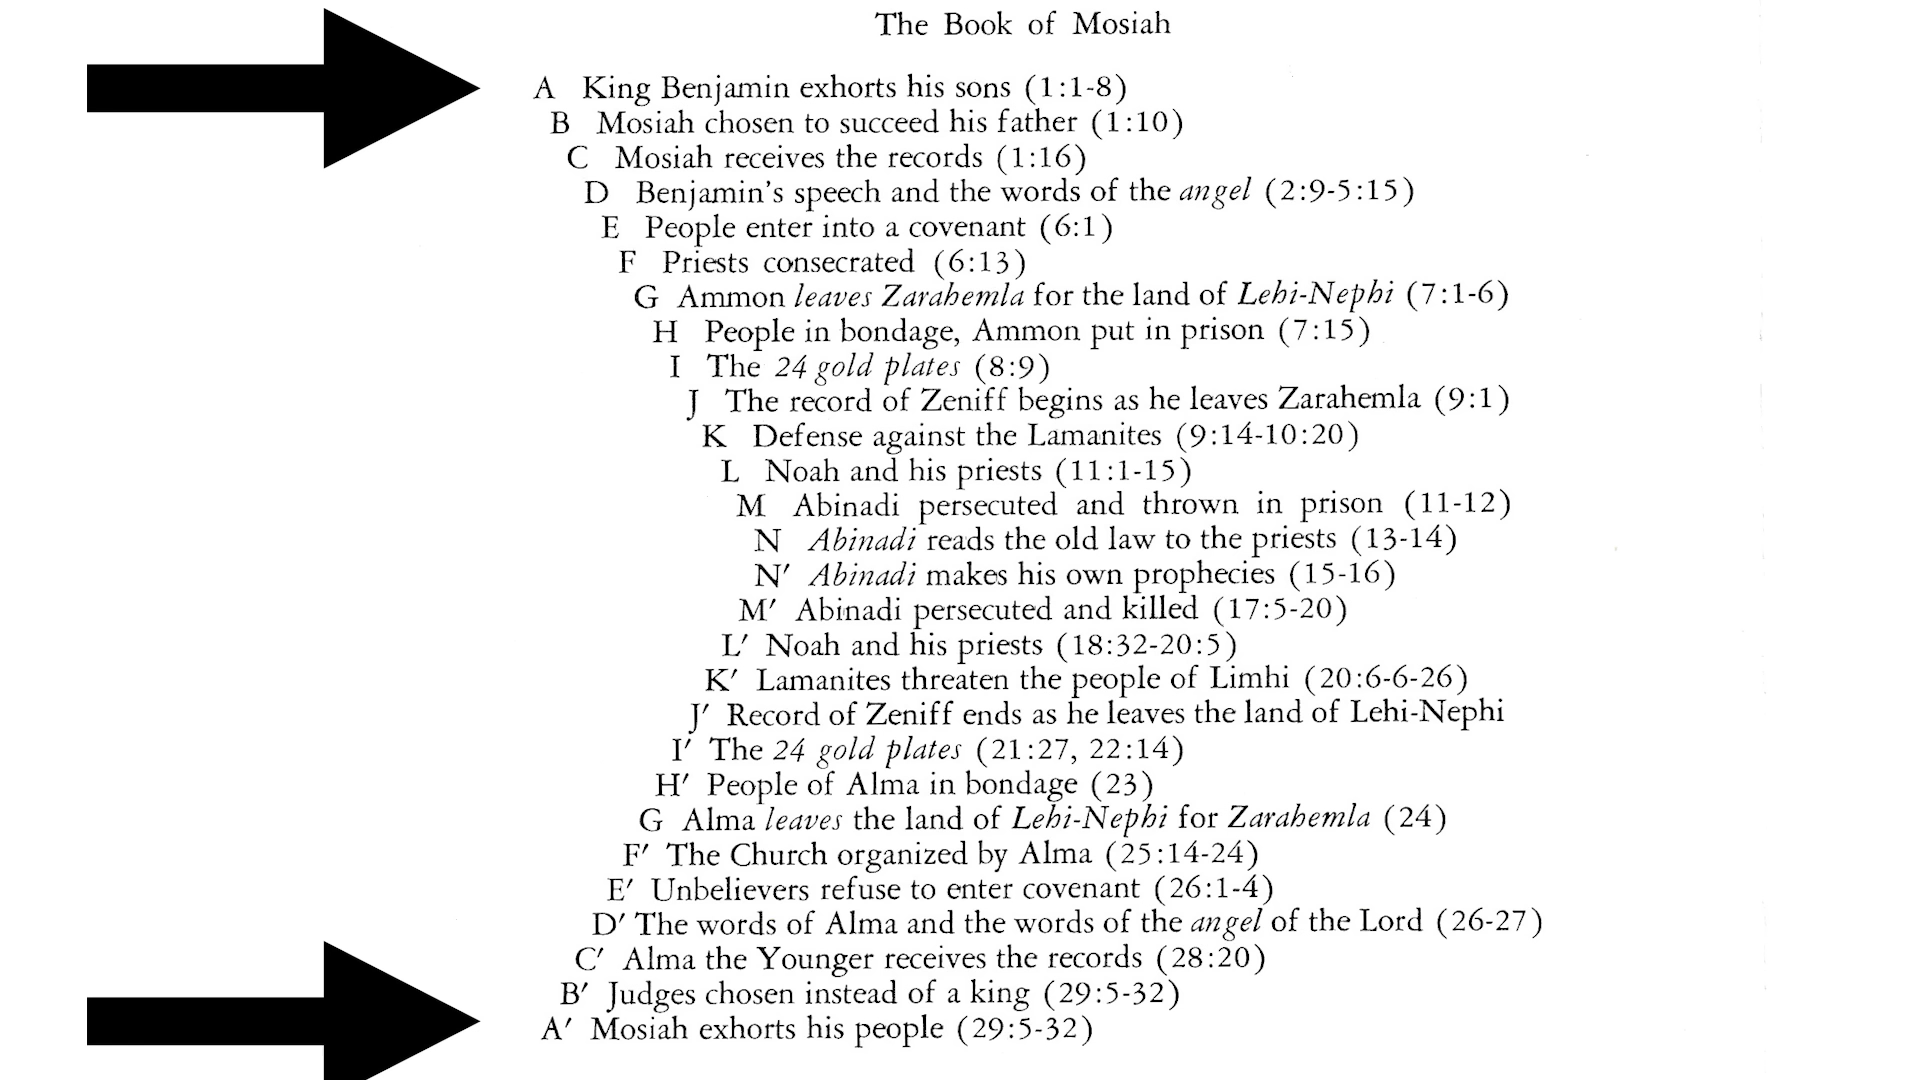 The Book of Mosiah
A King Benjamin exhorts his sons (1:1-8)
B Mosiah chosen to succeed his father (1:10)
C Mosiah receives the records (1:16)
D Benjamin's speech and the words of the angel (2:9-5:15)
E People enter into a covenant (6:1)
F Priests consecrated (6:13)
G Ammon leaves Zarahemla for the land of Lehi-Nephi (7:1-6)
H People in bondage, Ammon put in prison (7:15)
I The 24 gold plates (8:9)
J The record of Zeniff begins as he leaves Zarahemla (9:1)
K Defense against the Lamanites (9:14-10:20)
L Noah and his priests (11:1-15)
M Abinadi persecuted and thrown in prison (11-12)
N Abinadi reads the old law to the priests (13-14)
N′ Abinadi makes his own prophecies (15-16)
M′ Abinadi persecuted and killed (17:5-20)
L′ Noah and his priests (18:32-20:5)
K′ Lamanites threaten the people of Limhi (20:6-6-26)
J′ Record of Zeniff ends as he leaves the land of Lehi-Nephi
I′ The 24 gold plates (21:27, 22:14)
H′ People of Alma in bondage (23)
G Alma leaves the land of Lehi-Nephi for Zarahemla (24)
F′ The Church organized by Alma (25:14-24)
E′ Unbelievers refuse to enter covenant (26:1-4)
D′ The words of Alma and the words of the angel of the Lord (26-27)
C′ Alma the Younger receives the records (28:20)
B′ Judges chosen instead of a king (29:5-32)
A′ Mosiah exhorts his people (29:5-32)